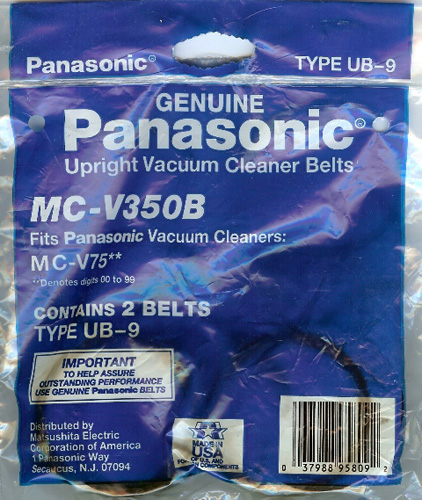 Panasonic® TYPE UB-9
GENUINE
Panasonic®
Upright Vacuum Cleaner Belts
MC-V350B
Fits Panasonic Vacuum Cleaners:
MC-V75**
**Denotes digits 00 to 99
CONTAINS 2 BELTS
TYPE UB-9
IMPORTANT
TO HELP ASSURE
OUTSTANDING PERFORMANCE
USE GENUINE Panasonic BELTS
Distributed by
Matsushita Electric
Corporation of America
1 Panasonic Way
Secaucus, N.J. 07094
MADE IN
USA
OF U.S. AND
COMPONENTS
0 37988 95809 2